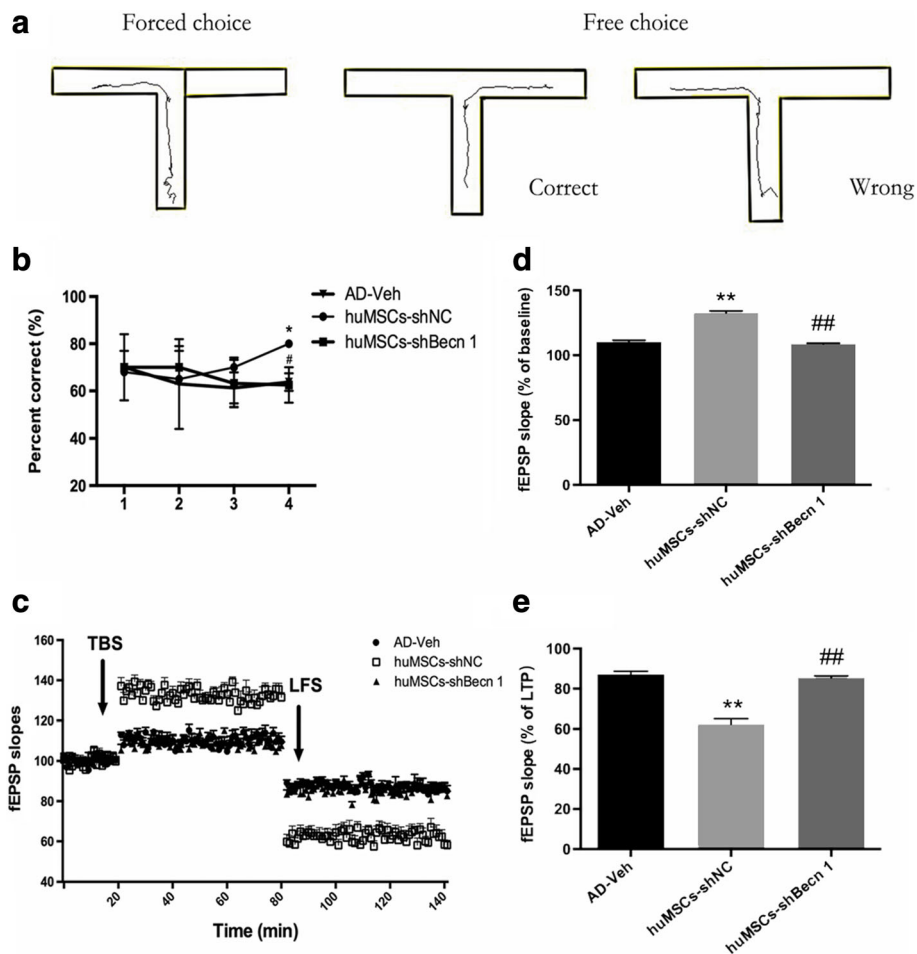 a
Forced choice
Free choice
Correct
Wrong
b
Percent correct (%)
100
80
60
40
20
1
2
3
4
AD-Veh
huMSCs-shNC
huMSCs-shBecn 1
*
#
d
fEPSP slope (% of baseline)
150
100
50
0
**
##
AD-Veh
huMSCs-shNC
huMSCs-shBecn 1
c
fEPSP slopes
160
140
120
100
80
60
40
TBS
LFS
AD-Veh
huMSCs-shNC
huMSCs-shBecn 1
20
40
60
80
100
120
140
Time (min)
e
fEPSP slope (% of LTP)
100
80
60
40
20
0
**
##
AD-Veh
huMSCs-shNC
huMSCs-shBecn 1